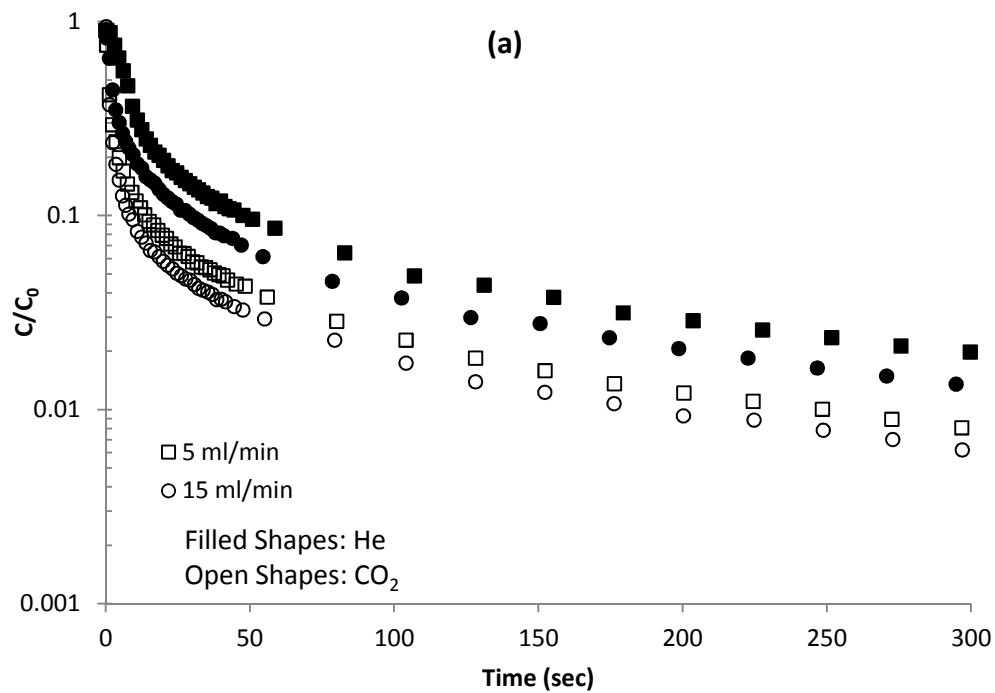 (a)
C/C₀
1
0.1
0.01
0.001
5 ml/min
15 ml/min
Filled Shapes: He
Open Shapes: CO₂
0 50 100 150 200 250 300
Time (sec)